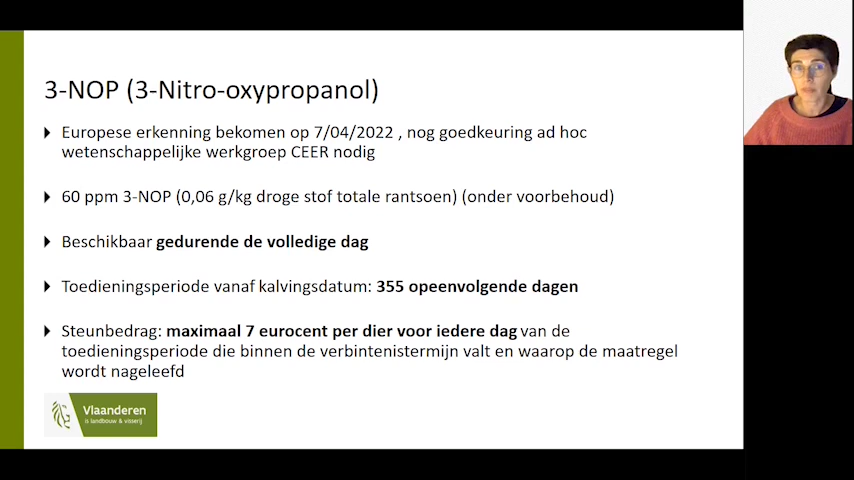 3-NOP (3-Nitro-oxypropanol)
Europese erkenning bekomen op 7/04/2022 , nog goedkeuring ad hoc
wetenschappelijke werkgroep CEER nodig
60 ppm 3-NOP (0,06 g/kg droge stof totale rantsoen) (onder voorbehoud)
Beschikbaar gedurende de volledige dag
Toedieningsperiode vanaf kalvingsdatum: 355 opeenvolgende dagen
Steunbedrag: maximaal 7 eurocent per dier voor iedere dag van de
toedieningsperiode die binnen de verbintenistermijn valt en waarop de maatregel
wordt nageleefd
Vlaanderen
is landbouw & visserij